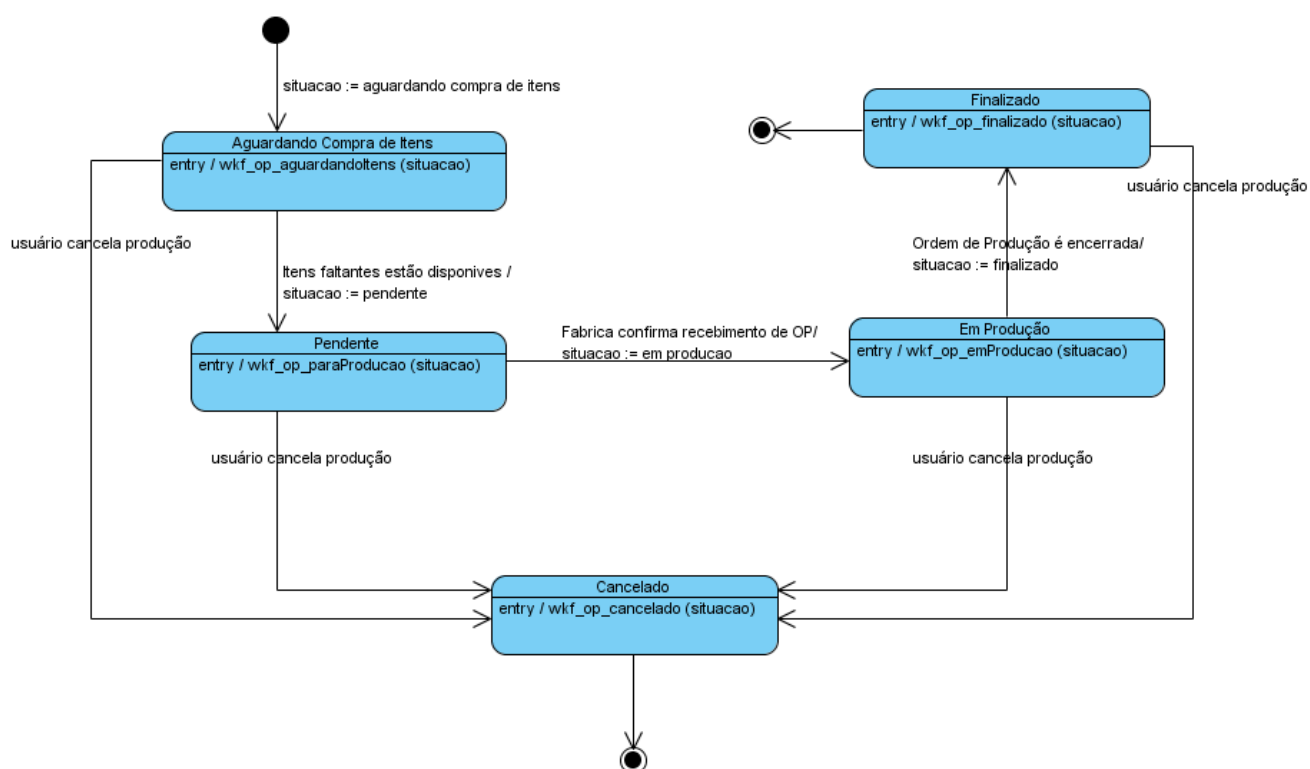 situacao := aguardando compra de itens
Aguardando Compra de Itens
entry / wkf_op_aguardandoItens (situacao)
usuário cancela produção
Itens faltantes estão disponives /
situacao := pendente
Pendente
entry / wkf_op_paraProducao (situacao)
Fabrica confirma recebimento de OP/
situacao := em producao
Finalizado
entry / wkf_op_finalizado (situacao)
usuário cancela produção
Ordem de Produção é encerrada/
situacao := finalizado
Em Produção
entry / wkf_op_emProducao (situacao)
usuário cancela produção
usuário cancela produção
Cancelado
entry / wkf_op_cancelado (situacao)